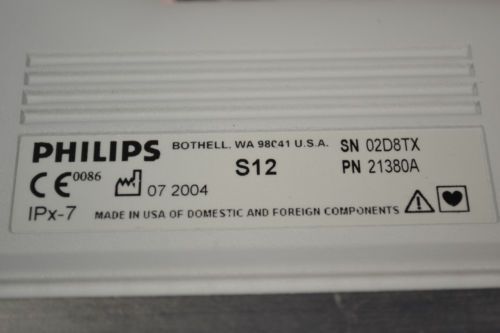 PHILIPS BOTHELL, WA 98041 U.S.A. SN 02D8TX
CE 0086 07 2004 S12 PN 21380A
IPx-7 MADE IN USA OF DOMESTIC AND FOREIGN COMPONENTS